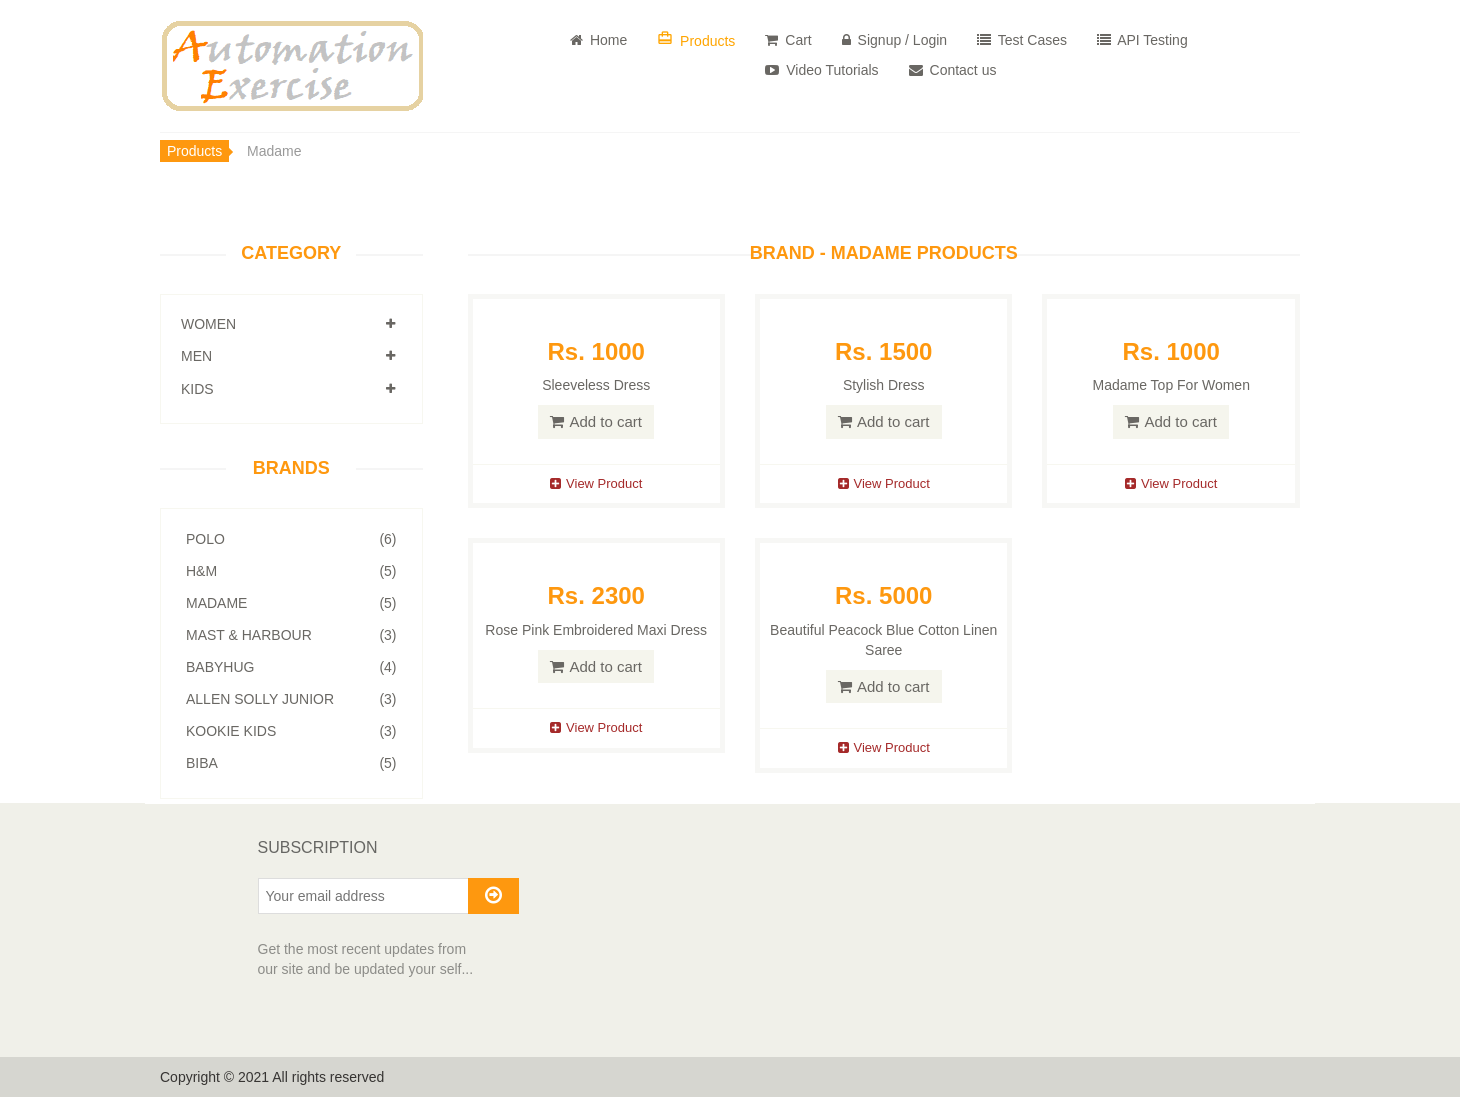 Automation
Exercise
Home
Products
Cart
Signup / Login
Test Cases
API Testing
Video Tutorials
Contact us
Products
Madame
CATEGORY
WOMEN
MEN
KIDS
BRANDS
POLO (6)
H&M (5)
MADAME (5)
MAST & HARBOUR (3)
BABYHUG (4)
ALLEN SOLLY JUNIOR (3)
KOOKIE KIDS (3)
BIBA (5)
BRAND - MADAME PRODUCTS
Rs. 1000
Sleeveless Dress
Add to cart
View Product
Rs. 1500
Stylish Dress
Add to cart
View Product
Rs. 1000
Madame Top For Women
Add to cart
View Product
Rs. 2300
Rose Pink Embroidered Maxi Dress
Add to cart
View Product
Rs. 5000
Beautiful Peacock Blue Cotton Linen
Saree
Add to cart
View Product
SUBSCRIPTION
Your email address
Get the most recent updates from
our site and be updated your self...
Copyright © 2021 All rights reserved